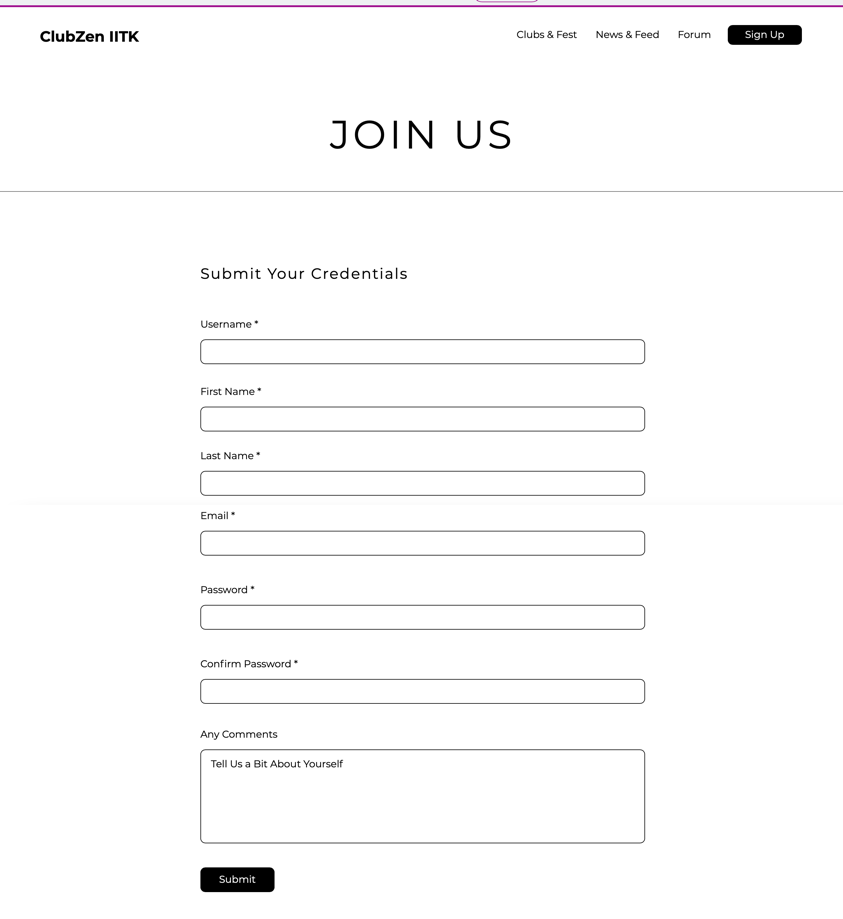 ClubZen IITK
Clubs & Fest News & Feed Forum Sign Up
JOIN US
Submit Your Credentials
Username *
First Name *
Last Name *
Email *
Password *
Confirm Password *
Any Comments
Tell Us a Bit About Yourself
Submit